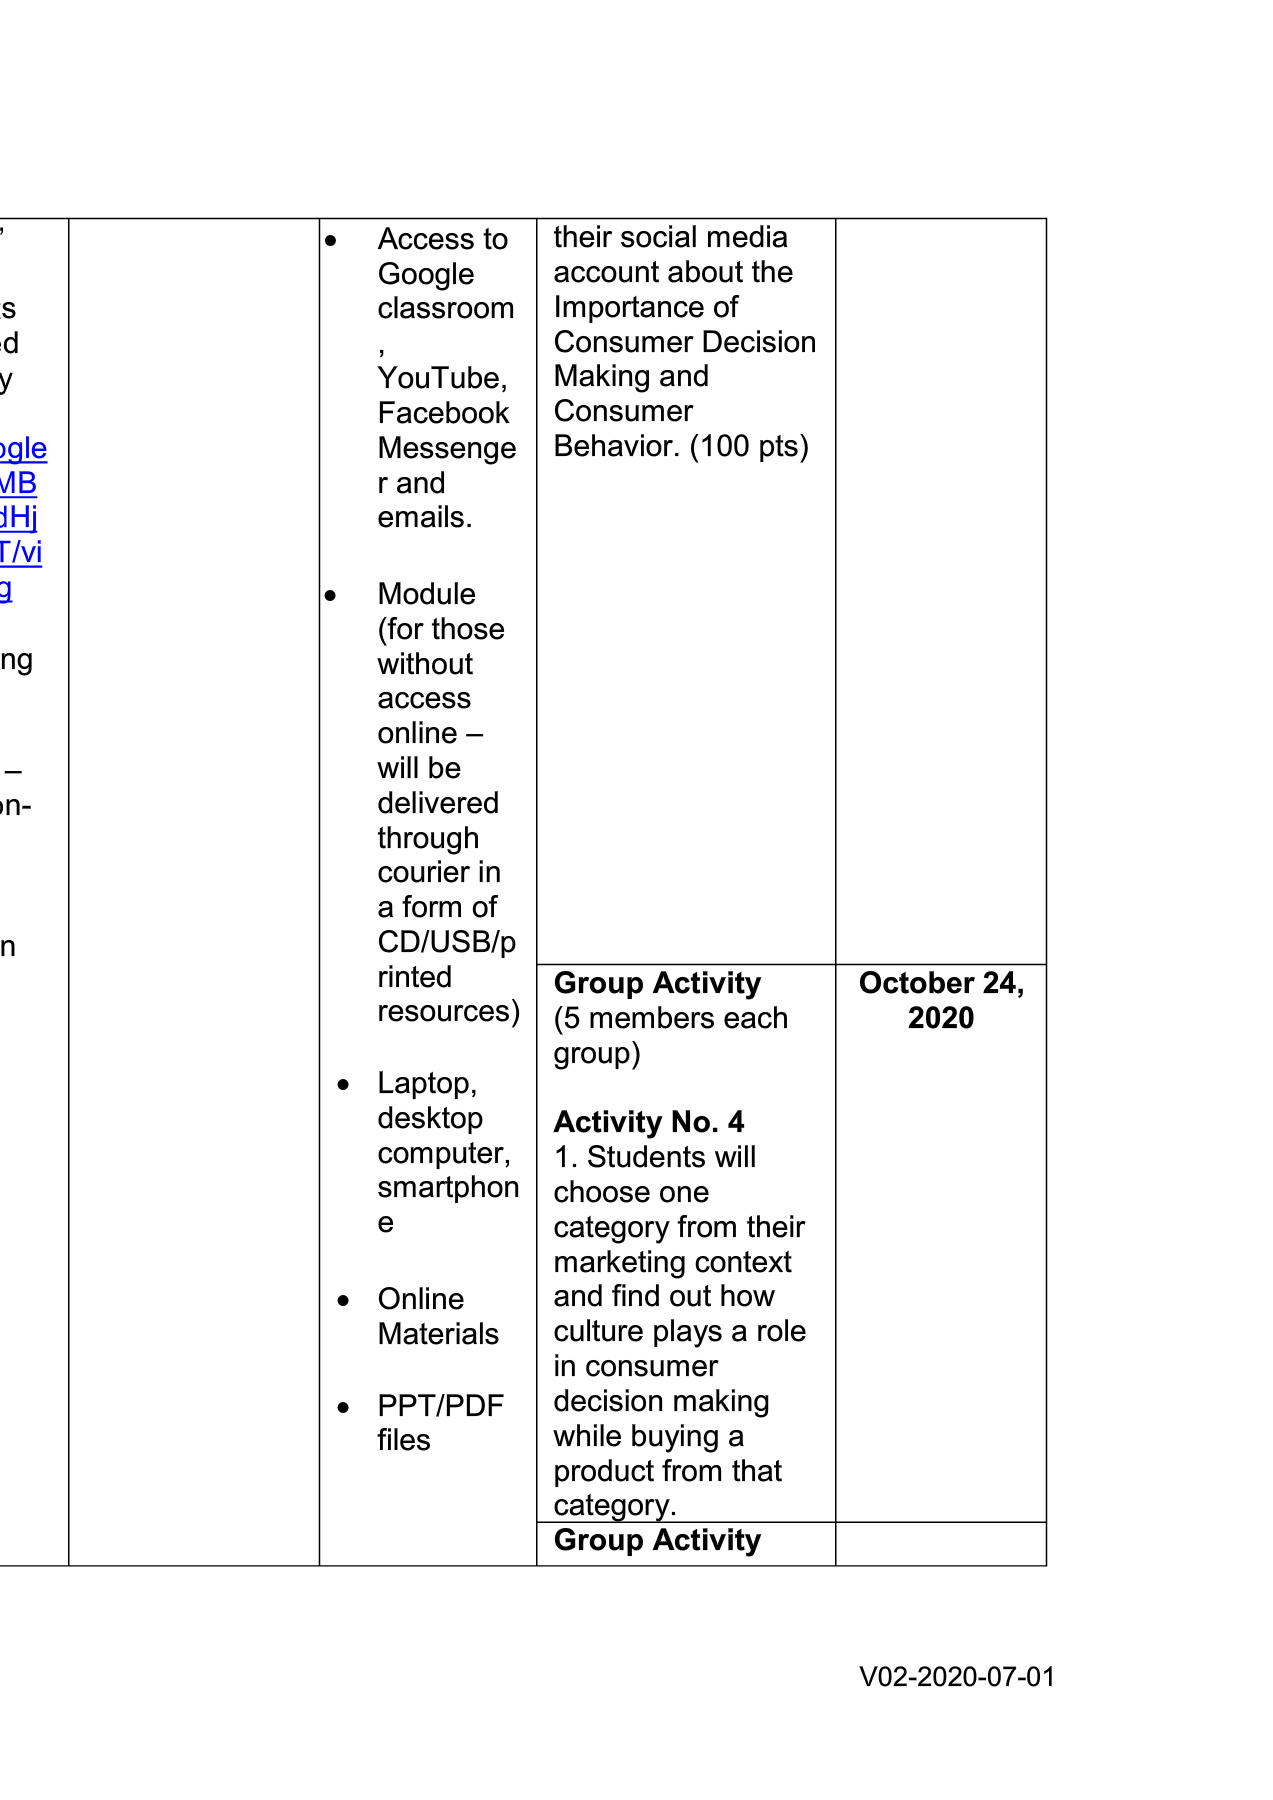 ,
ts
ed
y
ogle
MB
dHj
T/vi
g
ng
–
on-
n
Access to
Google
classroom
,
YouTube,
Facebook
Messenge
r and
emails.
Module
(for those
without
access
online –
will be
delivered
through
courier in
a form of
CD/USB/p
rinted
resources)
Laptop,
desktop
computer,
smartphon
e
Online
Materials
PPT/PDF
files
their social media
account about the
Importance of
Consumer Decision
Making and
Consumer
Behavior. (100 pts)
Group Activity
(5 members each
group)
Activity No. 4
1. Students will
choose one
category from their
marketing context
and find out how
culture plays a role
in consumer
decision making
while buying a
product from that
category.
October 24,
2020
Group Activity
V02-2020-07-01